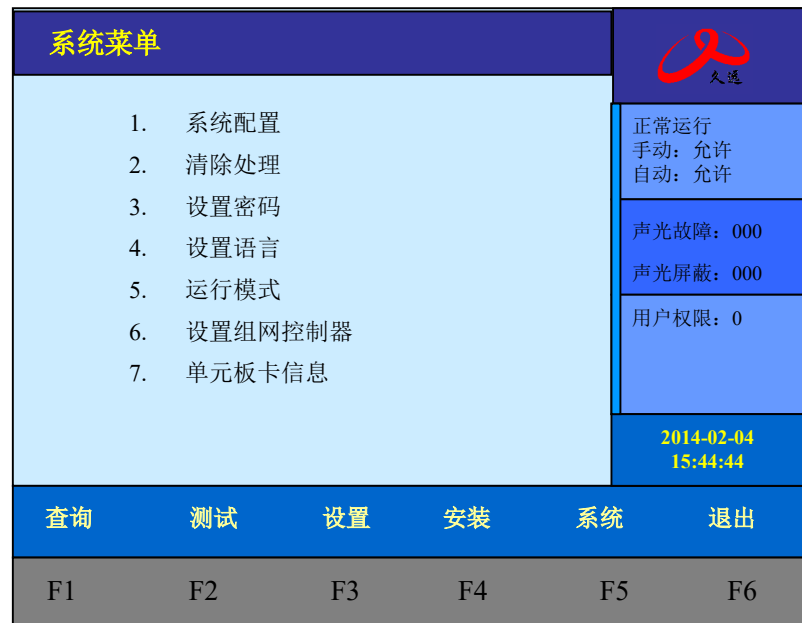 系统菜单
久远
1. 系统配置
2. 清除处理
3. 设置密码
4. 设置语言
5. 运行模式
6. 设置组网控制器
7. 单元板卡信息
正常运行
手动：允许
自动：允许
声光故障：000
声光屏蔽：000
用户权限：0
2014-02-04
15:44:44
查询 测试 设置 安装 系统 退出
F1 F2 F3 F4 F5 F6